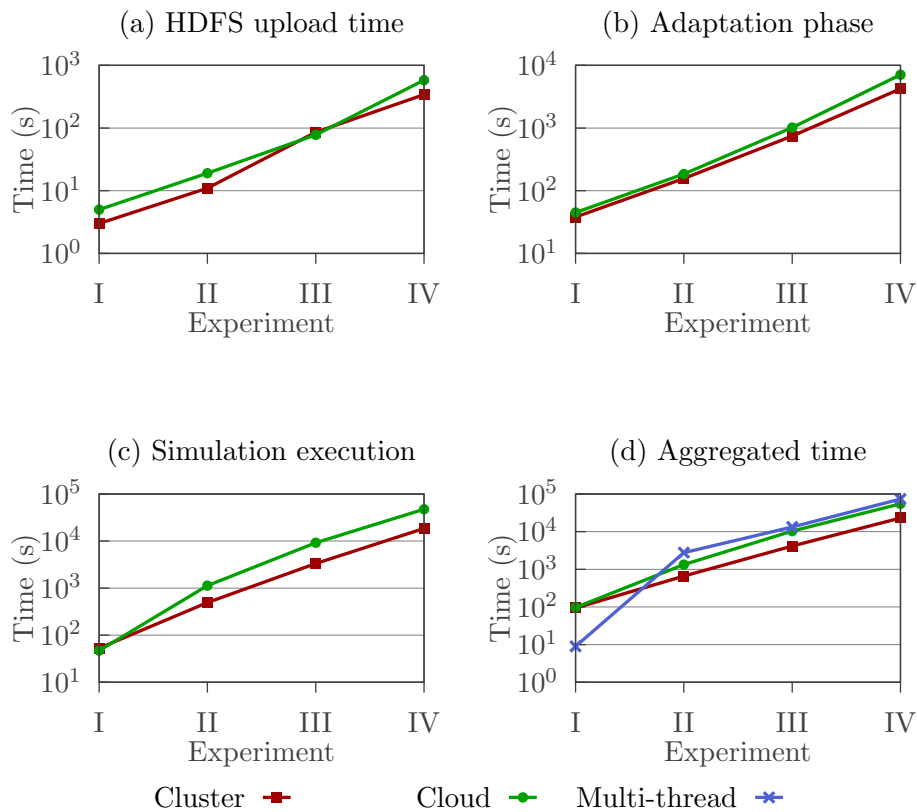 (a) HDFS upload time
10^3
10^2
10^1
10^0
Time (s)
I II III IV
Experiment
(b) Adaptation phase
10^4
10^3
10^2
10^1
Time (s)
I II III IV
Experiment
(c) Simulation execution
10^5
10^4
10^3
10^2
10^1
Time (s)
I II III IV
Experiment
(d) Aggregated time
10^5
10^4
10^3
10^2
10^1
10^0
Time (s)
I II III IV
Experiment
Cluster Cloud Multi-thread